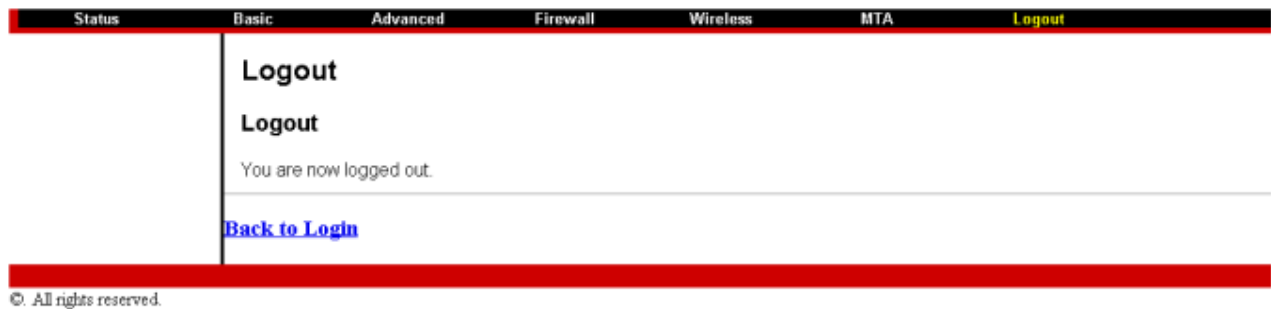 Status Basic Advanced Firewall Wireless MTA Logout
Logout
Logout
You are now logged out.
Back to Login
©. All rights reserved.